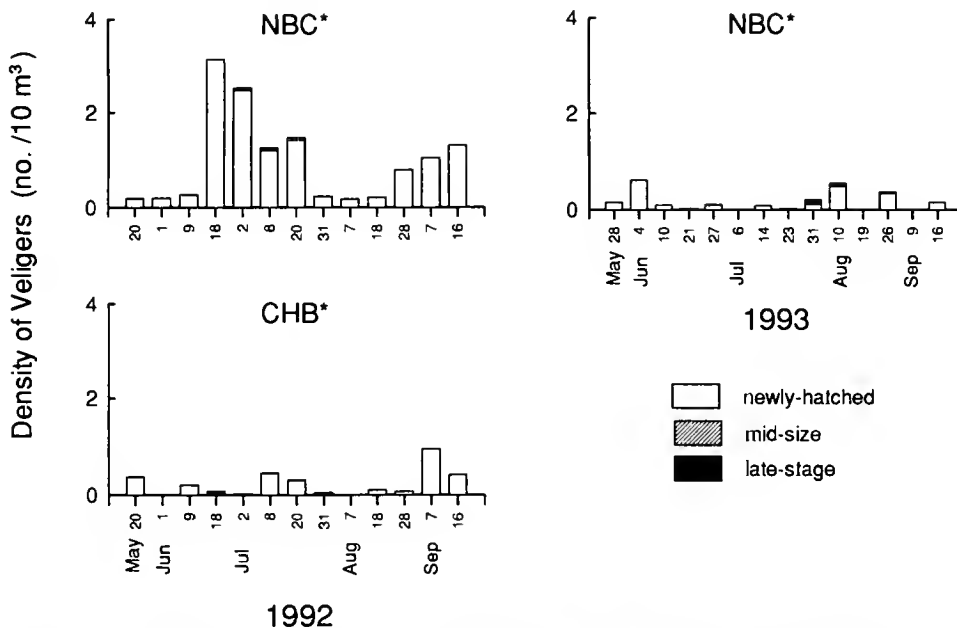 Density of Veligers (no. /10 m³)
NBC*
4
2
0
20 1 9 18 2 8 20 31 7 18 28 7 16
NBC*
4
2
0
28 4 10 21 27 6 14 23 31 10 19 26 9 16
May Jun Jul Aug Sep
1993
CHB*
4
2
0
20 1 9 18 2 8 20 31 7 18 28 7 16
May Jun Jul Aug Sep
1992
newly-hatched
mid-size
late-stage